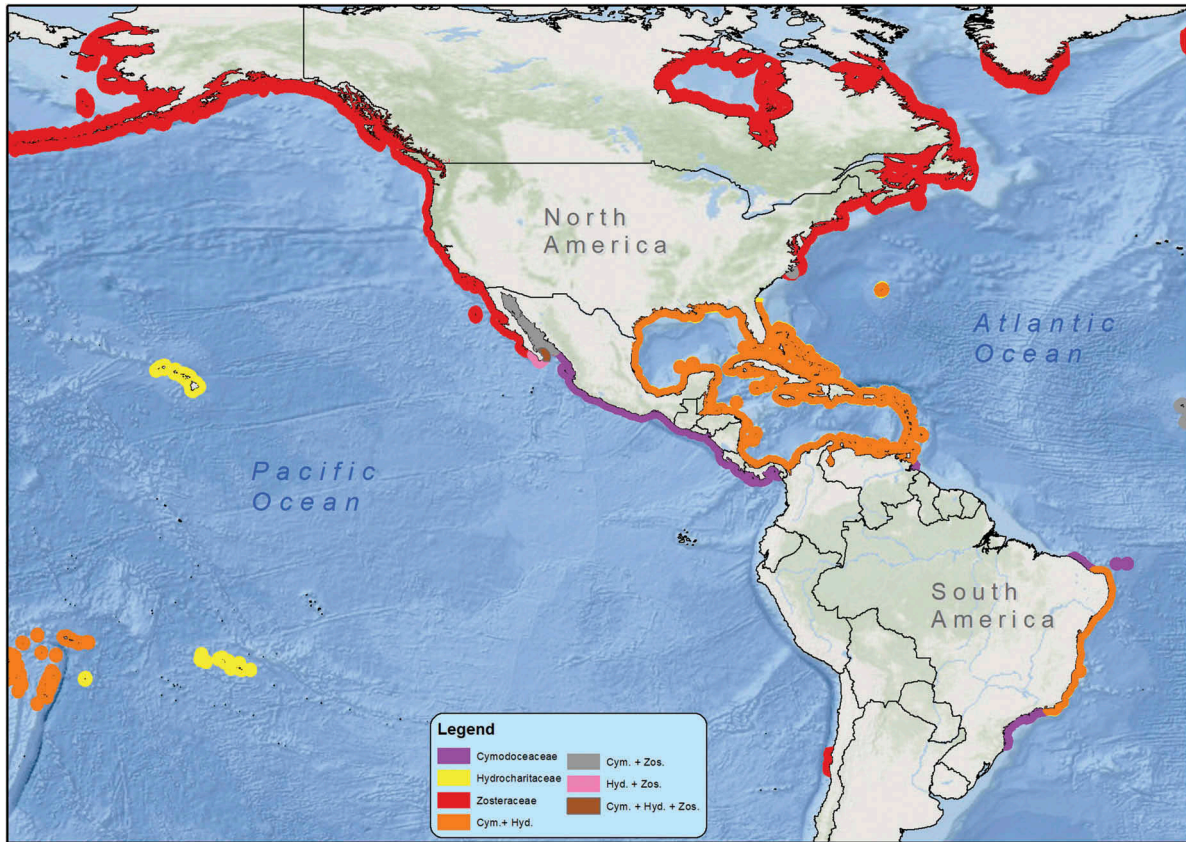 North
America
Atlantic
Ocean
Pacific
Ocean
South
America
Legend
Cymodoceaceae
Hydrocharitaceae
Zosteraceae
Cym.+ Hyd.
Cym. + Zos.
Hyd. + Zos.
Cym. + Hyd. + Zos.